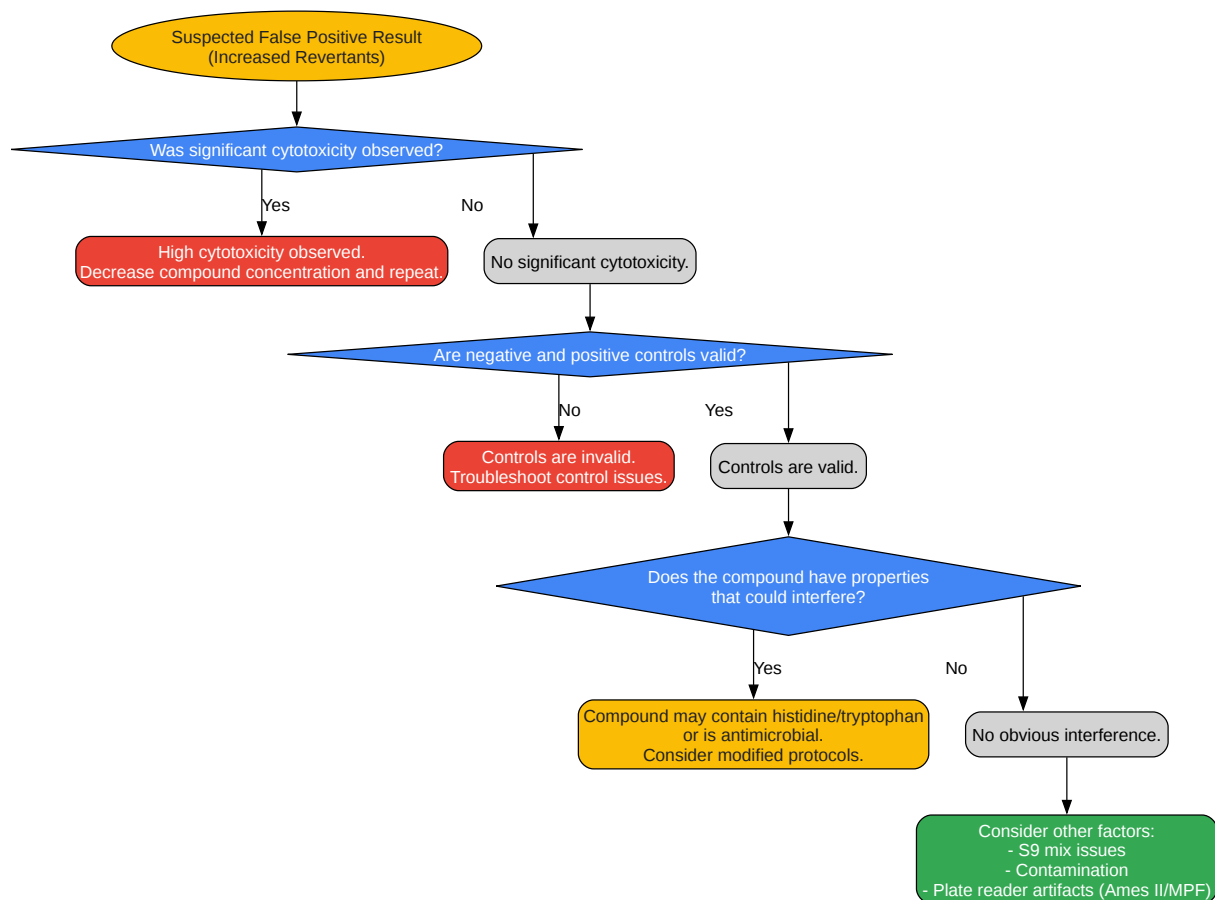 Suspected False Positive Result
(Increased Revertants)
Was significant cytotoxicity observed?
Yes
No
High cytotoxicity observed.
Decrease compound concentration and repeat.
No significant cytotoxicity.
Are negative and positive controls valid?
No
Yes
Controls are invalid.
Troubleshoot control issues.
Controls are valid.
Does the compound have properties
that could interfere?
Yes
No
Compound may contain histidine/tryptophan
or is antimicrobial.
Consider modified protocols.
No obvious interference.
Consider other factors:
- S9 mix issues
- Contamination
- Plate reader artifacts (Ames II/MPF)